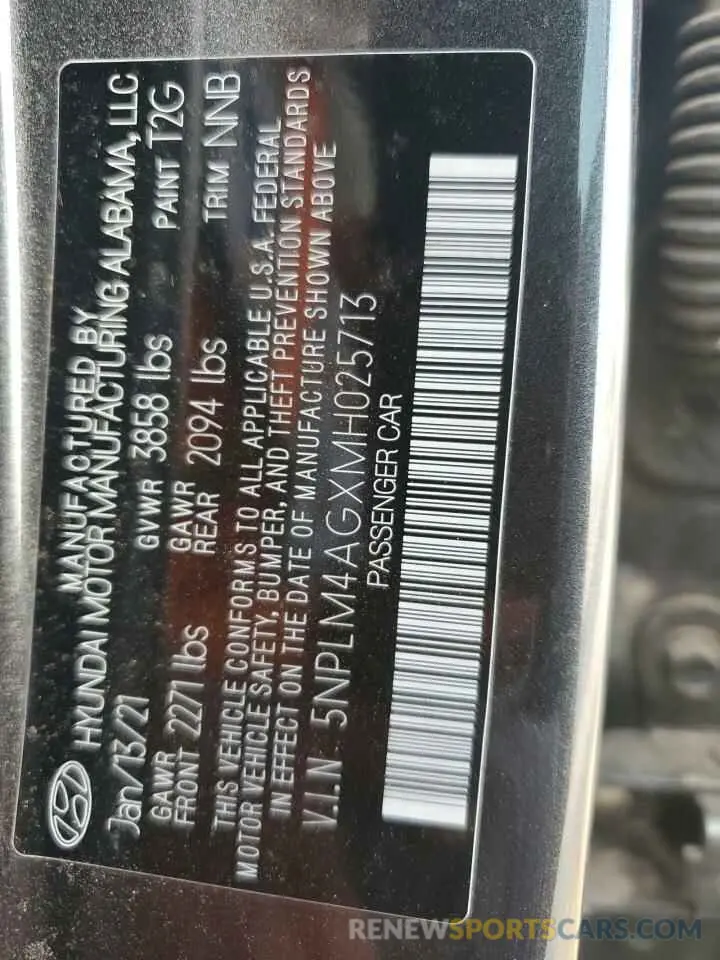 MANUFACTURED BY
HYUNDAI MOTOR MANUFACTURING ALABAMA, LLC
Jan/13/21 GVWR 3858 lbs PAINT T2G
GAWR FRONT 2271 lbs GAWR REAR 2094 lbs TRIM NNB
THIS VEHICLE CONFORMS TO ALL APPLICABLE U.S.A. FEDERAL
MOTOR VEHICLE SAFETY, BUMPER, AND THEFT PREVENTION STANDARDS
IN EFFECT ON THE DATE OF MANUFACTURE SHOWN ABOVE
V.I.N : 5NPLM4AGXMH025713
PASSENGER CAR
RENEWSPORTSCARS.COM